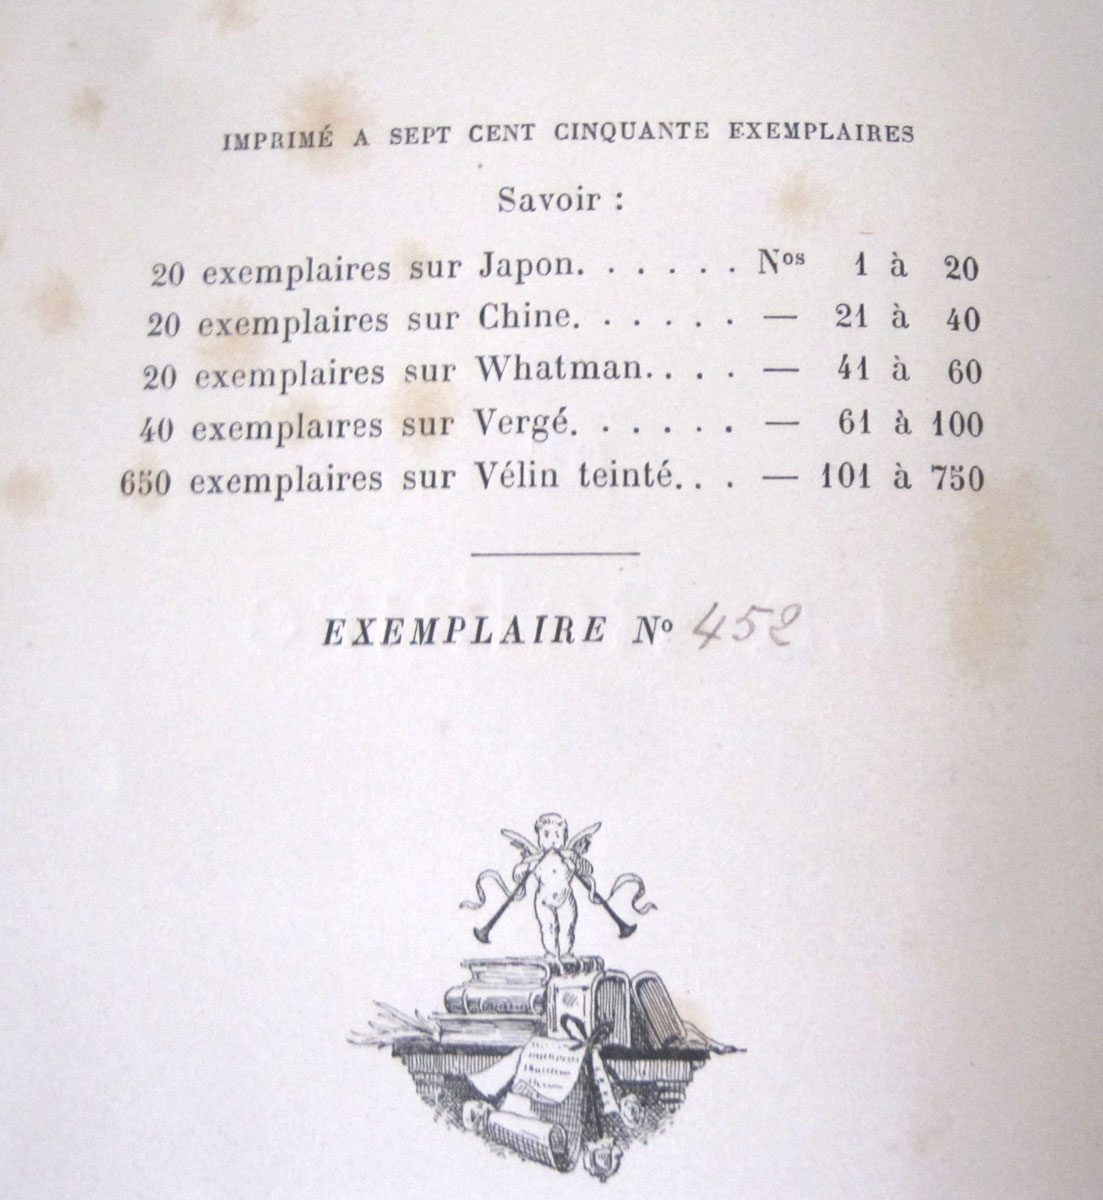 IMPRIMÉ A SEPT CENT CINQUANTE EXEMPLAIRES
Savoir :
20 exemplaires sur Japon. . . . . . Nos 1 à 20
20 exemplaires sur Chine. . . . . . — 21 à 40
20 exemplaires sur Whatman. . . . — 41 à 60
40 exemplaires sur Vergé. . . . . . — 61 à 100
650 exemplaires sur Vélin teinté. . . — 101 à 750
EXEMPLAIRE No 452